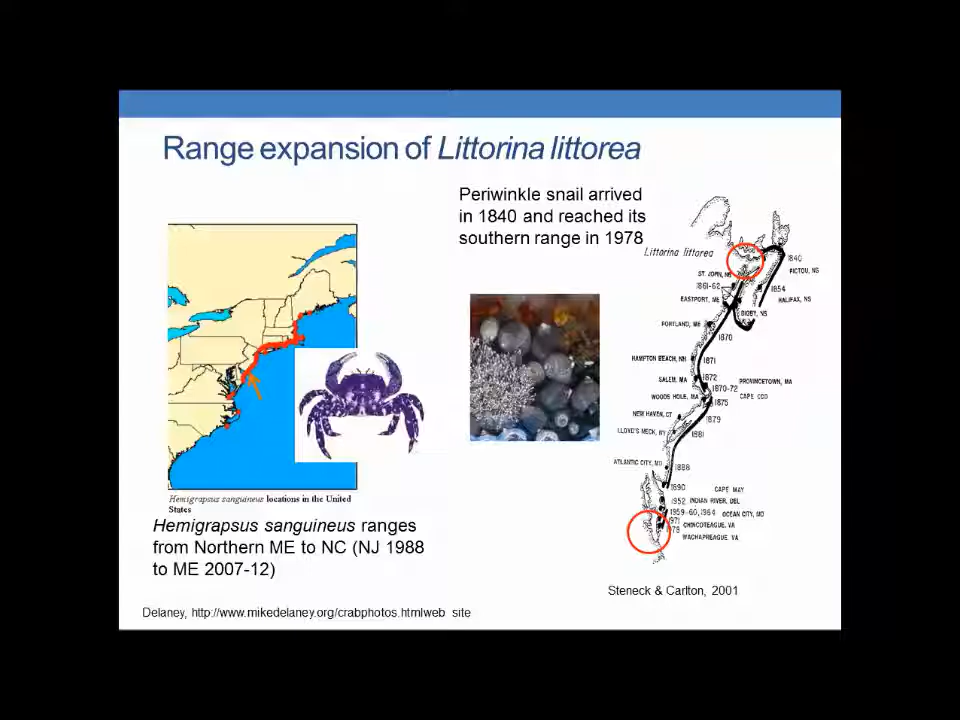 Range expansion of Littorina littorea
Periwinkle snail arrived
in 1840 and reached its
southern range in 1978
Hemigrapsus sanguineus locations in the United
States
Hemigrapsus sanguineus ranges
from Northern ME to NC (NJ 1988
to ME 2007-12)
Delaney, http://www.mikedelaney.org/crabphotos.htmlweb site
Littorina littorea
1840
PICTOU, NS
ST. JOHN, NB
1861-62
1854
EASTPORT, ME
HALIFAX, NS
DIGBY, NS
PORTLAND, ME
1870
HAMPTON BEACH, NH
1871
SALEM, MA
1872
PROVINCETOWN, MA
1870-72
WOODS HOLE, MA
CAPE COD
1875
NEW HAVEN, CT
1879
LLOYD'S NECK, NY
1881
ATLANTIC CITY, NJ
1888
1890
CAPE MAY
1952 INDIAN RIVER, DEL
1959-60, 1964 OCEAN CITY, MD
1971
CHINCOTEAGUE, VA
1978
WACHAPREAGUE, VA
Steneck & Carlton, 2001